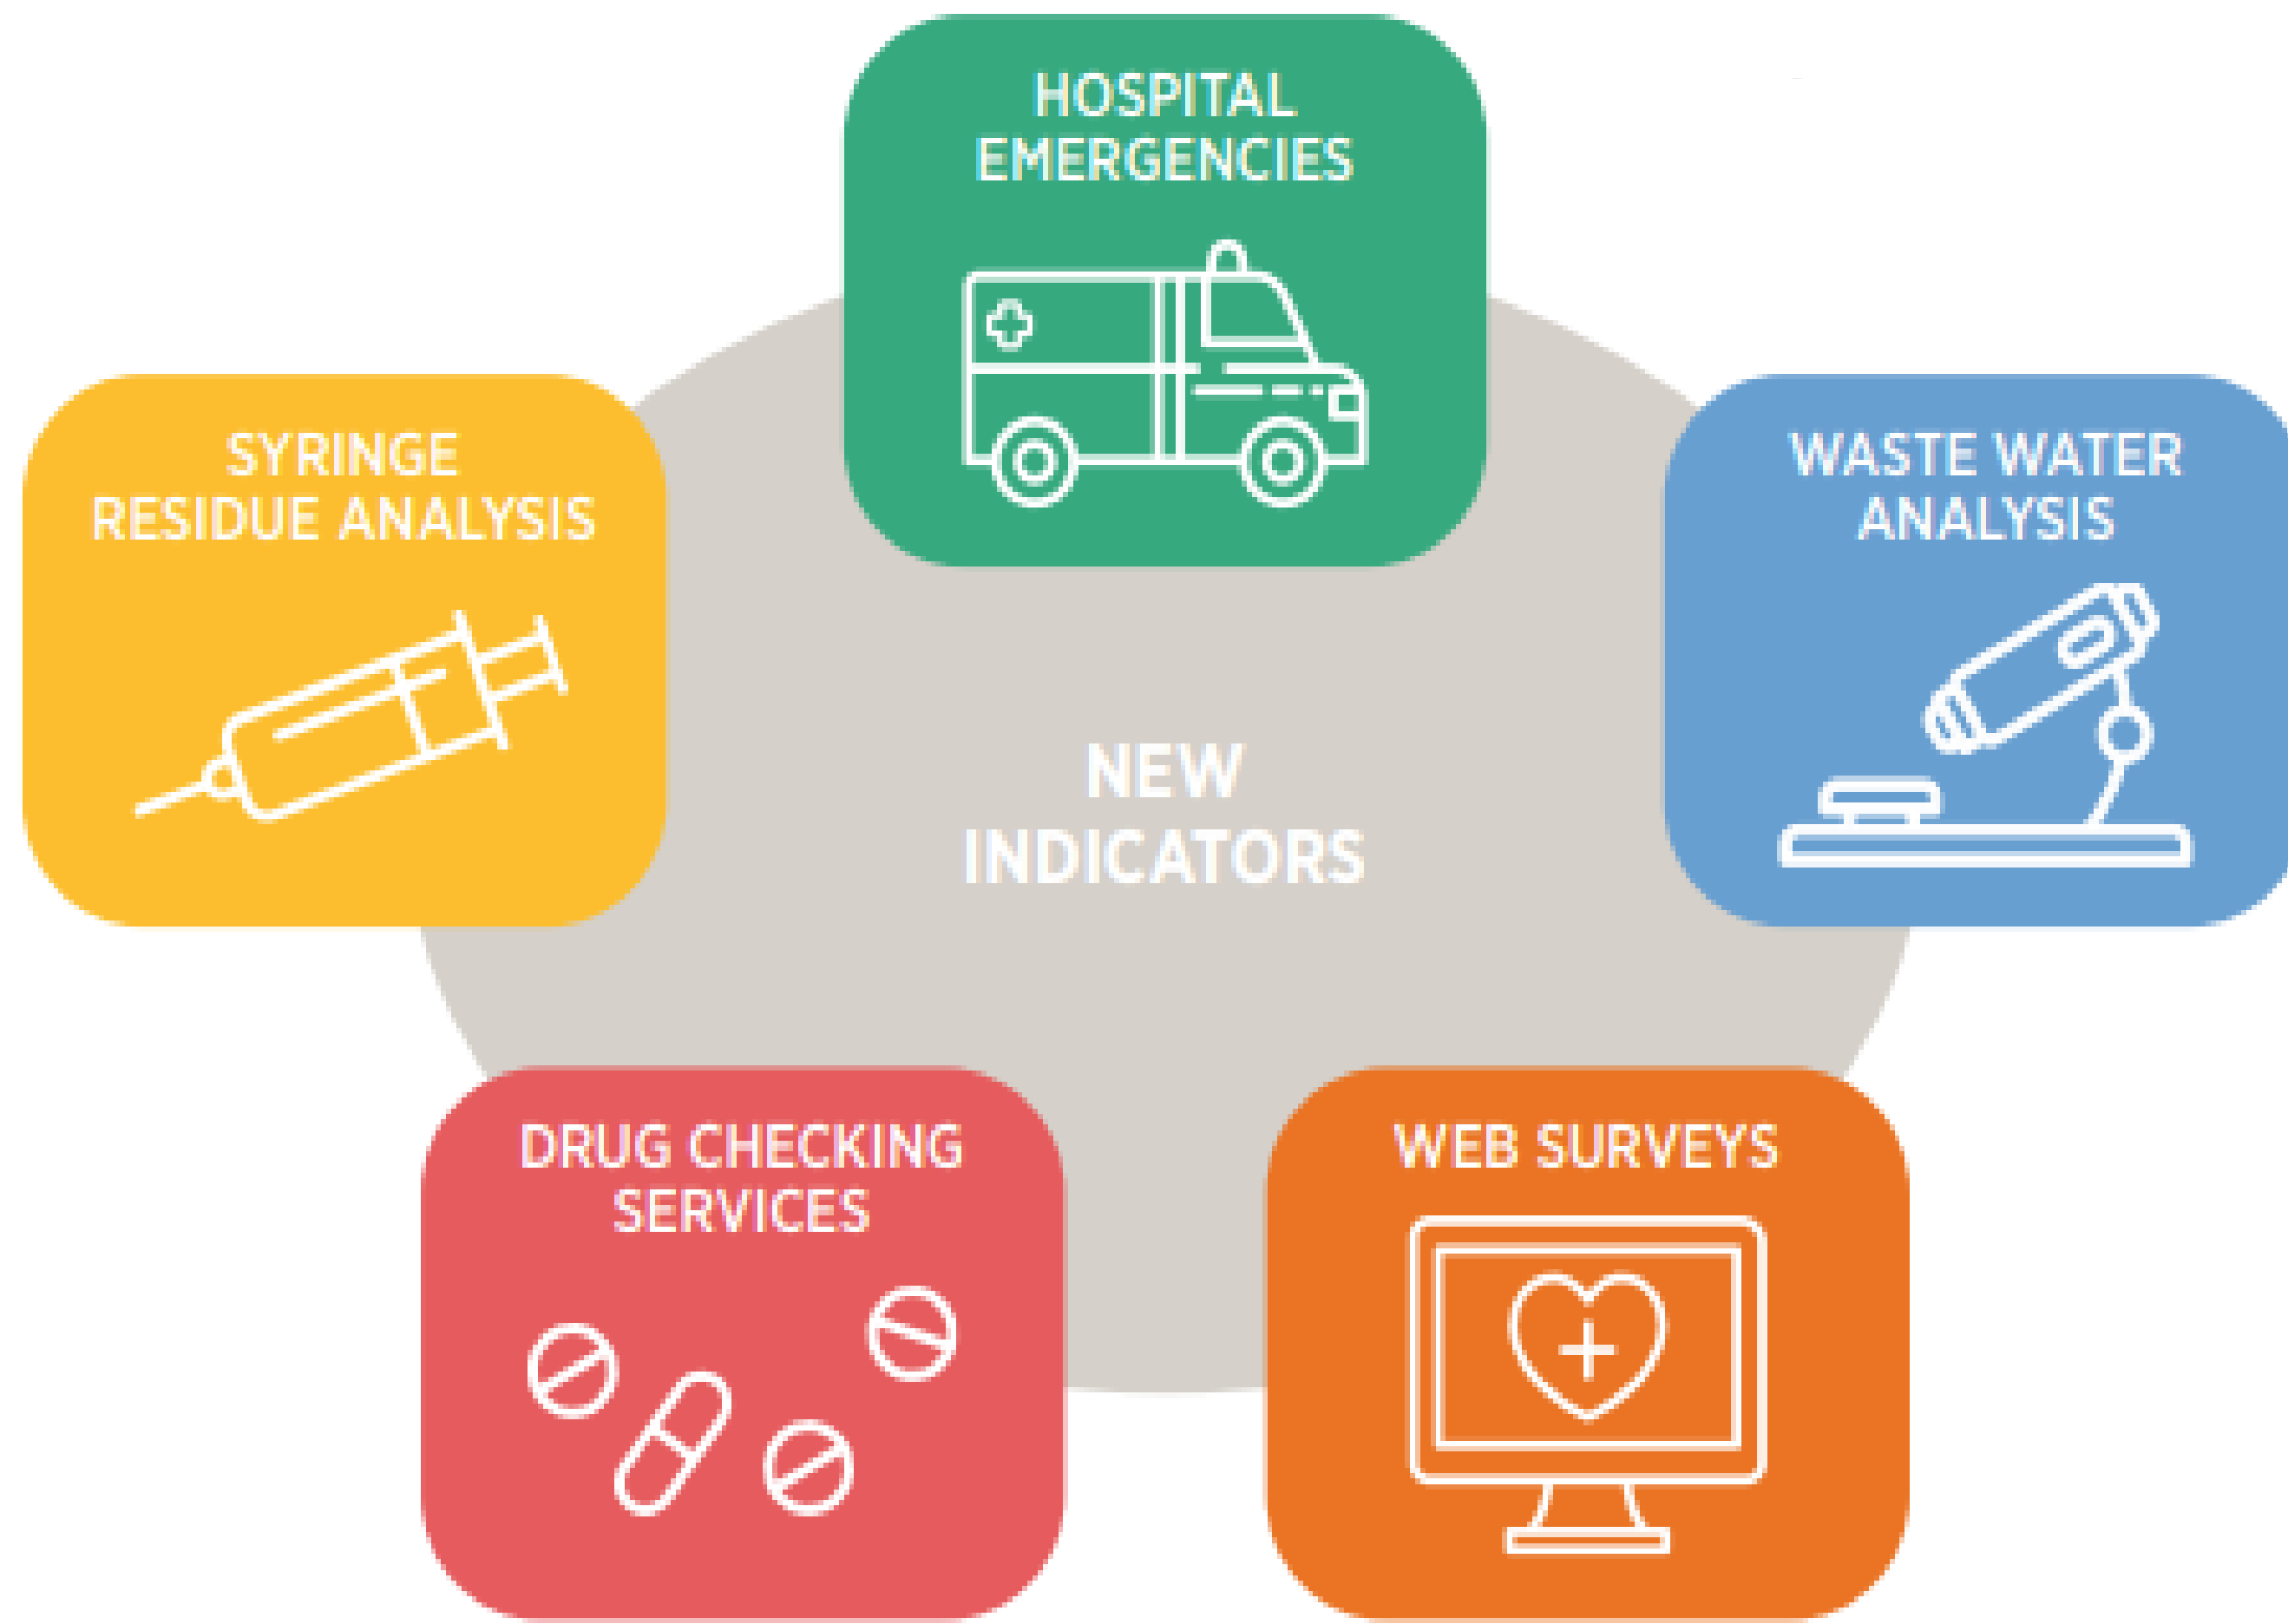 HOSPITAL
EMERGENCIES
SYRINGE
RESIDUE ANALYSIS
WASTE WATER
ANALYSIS
NEW
INDICATORS
DRUG CHECKING
SERVICES
WEB SURVEYS